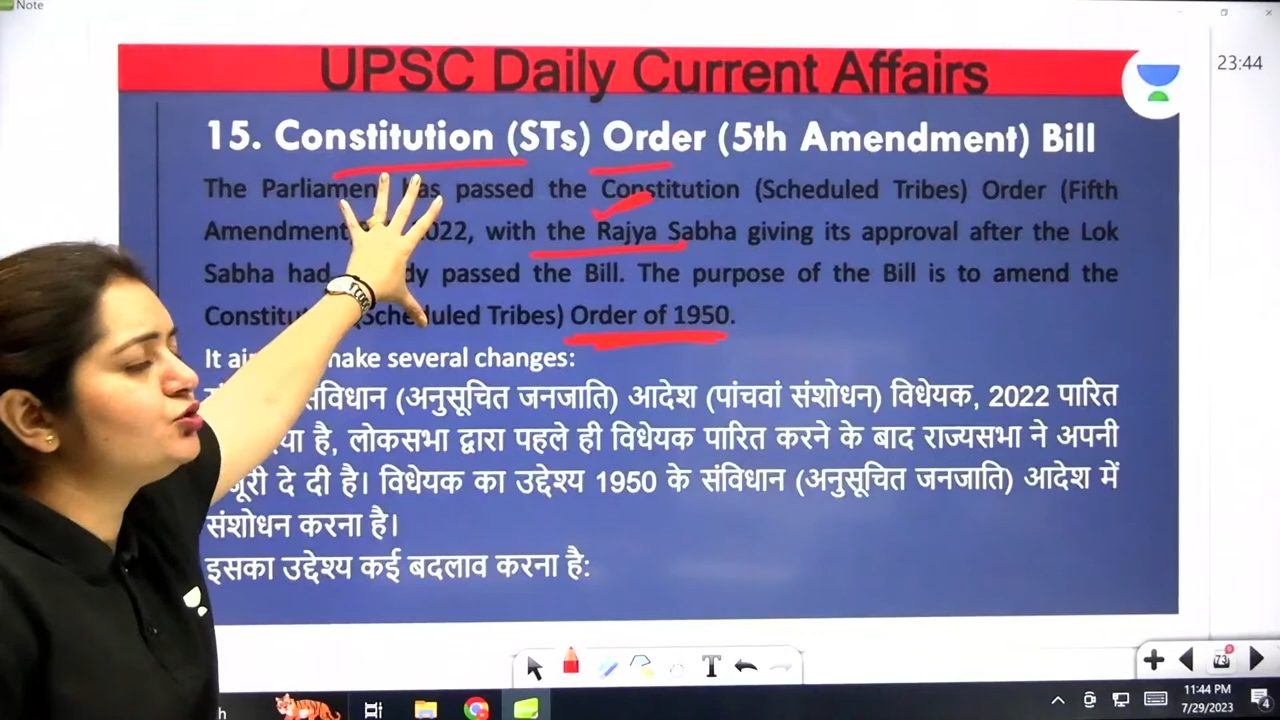 Note
UPSC Daily Current Affairs
23:44
15. Constitution (STs) Order (5th Amendment) Bill
The Parliament has passed the Constitution (Scheduled Tribes) Order (Fifth
Amendment 2022, with the Rajya Sabha giving its approval after the Lok
Sabha had passed the Bill. The purpose of the Bill is to amend the
(Scheduled Tribes) Order of 1950.
It make several changes:
संविधान (अनुसूचित जनजाति) आदेश (पांचवां संशोधन) विधेयक, 2022 पारित
है, लोकसभा द्वारा पहले ही विधेयक पारित करने के बाद राज्यसभा ने अपनी
दे दी है। विधेयक का उद्देश्य 1950 के संविधान (अनुसूचित जनजाति) आदेश में
संशोधन करना है।
इसका उद्देश्य कई बदलाव करना है:
T
73
11:44 PM
7/29/2023
4